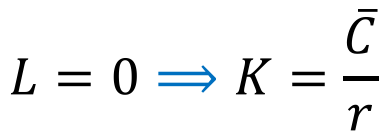 L = 0 ⟹ K = C̄/r